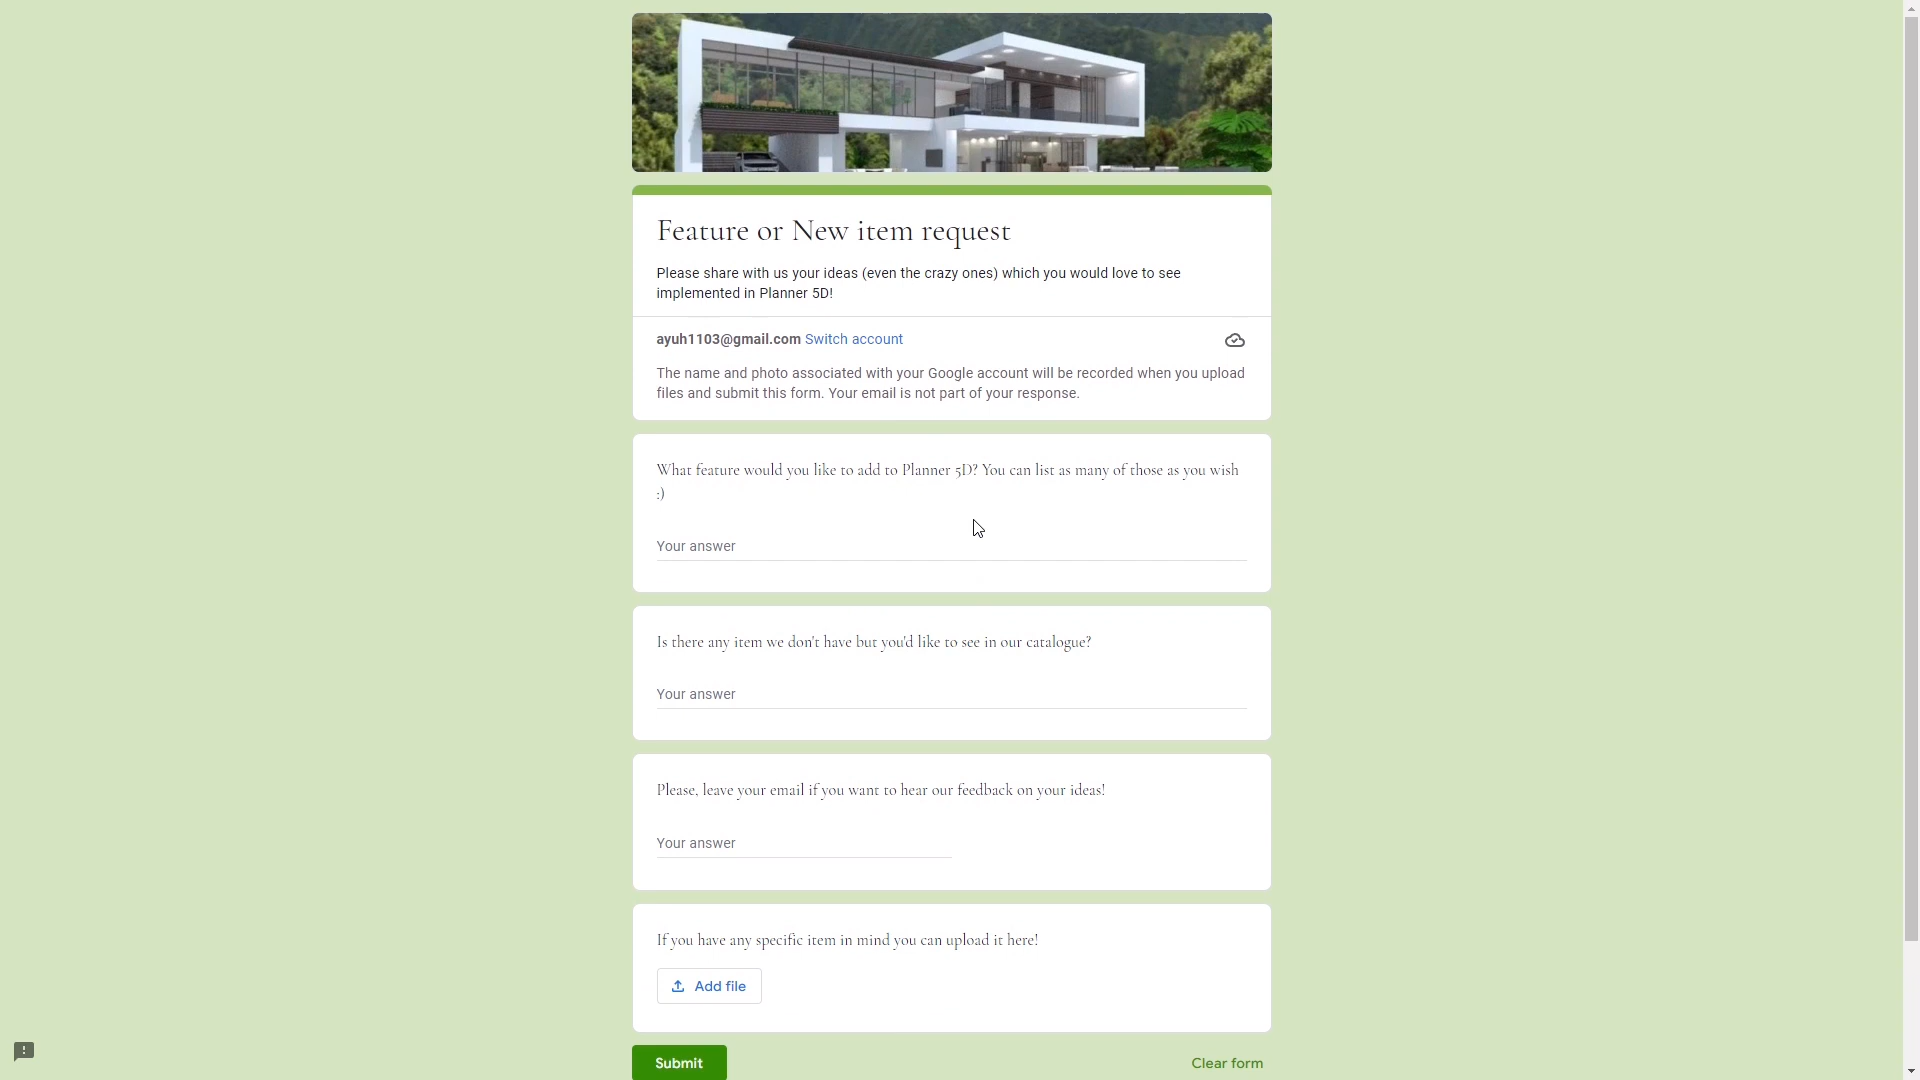 Feature or New item request
Please share with us your ideas (even the crazy ones) which you would love to see
implemented in Planner 5D!
ayuh1103@gmail.com Switch account
The name and photo associated with your Google account will be recorded when you upload
files and submit this form. Your email is not part of your response.
What feature would you like to add to Planner 5D? You can list as many of those as you wish
:)
Your answer
Is there any item we don't have but you'd like to see in our catalogue?
Your answer
Please, leave your email if you want to hear our feedback on your ideas!
Your answer
If you have any specific item in mind you can upload it here!
Add file
Submit
Clear form